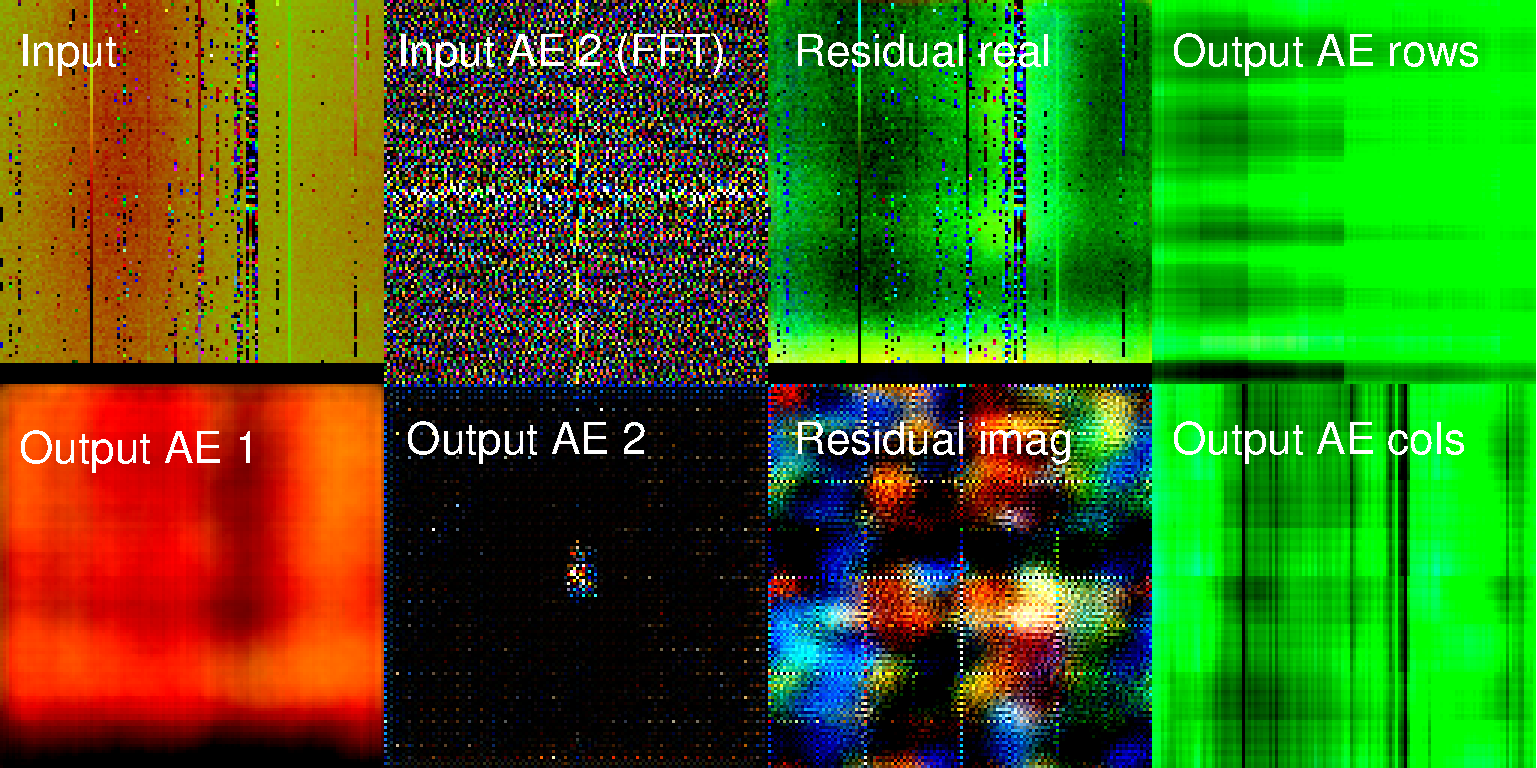 Input
Input AE 2 (FFT)
Residual real
Output AE rows
Output AE 1
Output AE 2
Residual imag
Output AE cols